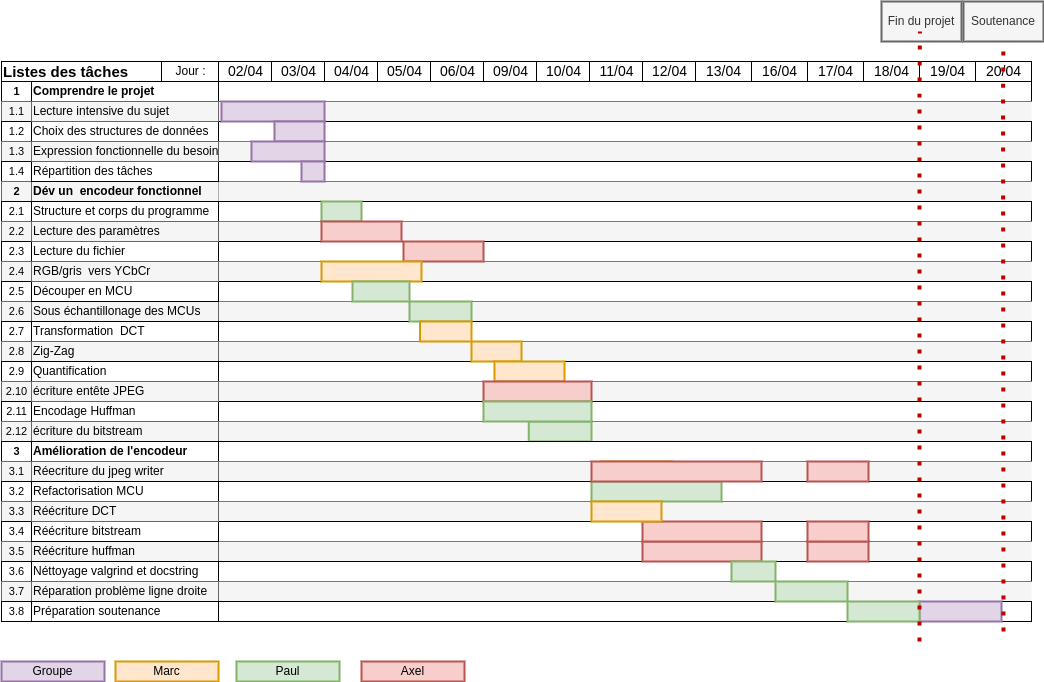 Fin du projet Soutenance
Listes des tâches Jour : 02/04 03/04 04/04 05/04 06/04 09/04 10/04 11/04 12/04 13/04 16/04 17/04 18/04 19/04 20/04
1 Comprendre le projet
1.1 Lecture intensive du sujet
1.2 Choix des structures de données
1.3 Expression fonctionnelle du besoin
1.4 Répartition des tâches
2 Dév un encodeur fonctionnel
2.1 Structure et corps du programme
2.2 Lecture des paramètres
2.3 Lecture du fichier
2.4 RGB/gris vers YCbCr
2.5 Découper en MCU
2.6 Sous échantillonage des MCUs
2.7 Transformation DCT
2.8 Zig-Zag
2.9 Quantification
2.10 écriture entête JPEG
2.11 Encodage Huffman
2.12 écriture du bitstream
3 Amélioration de l'encodeur
3.1 Réecriture du jpeg writer
3.2 Refactorisation MCU
3.3 Réécriture DCT
3.4 Réécriture bitstream
3.5 Réécriture huffman
3.6 Néttoyage valgrind et docstring
3.7 Réparation problème ligne droite
3.8 Préparation soutenance
Groupe Marc Paul Axel